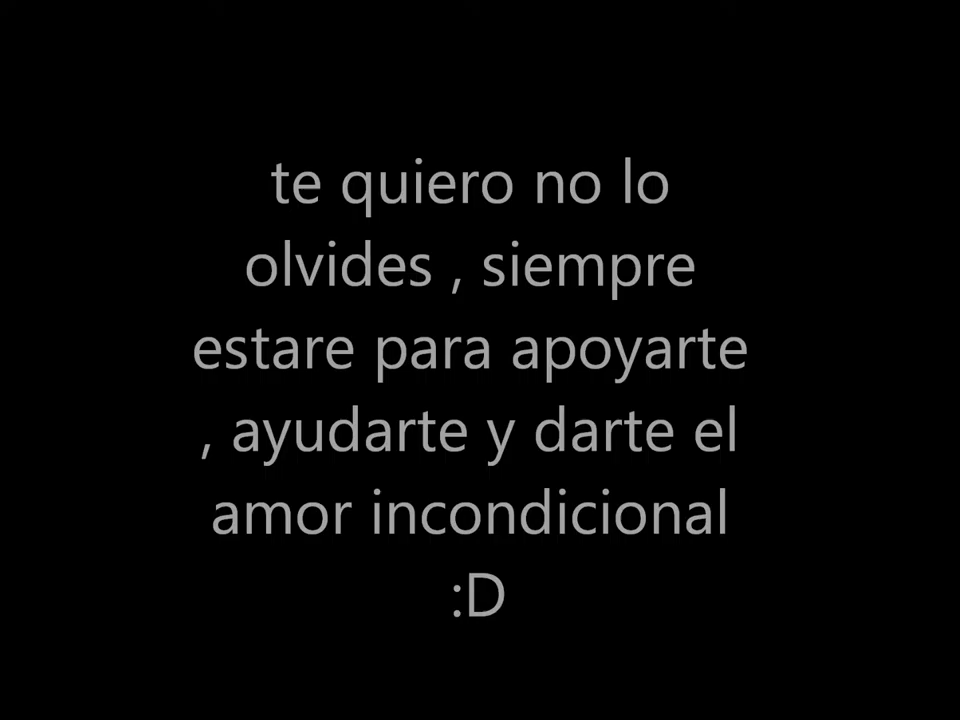 te quiero no lo
olvides , siempre
estare para apoyarte
, ayudarte y darte el
amor incondicional
:D